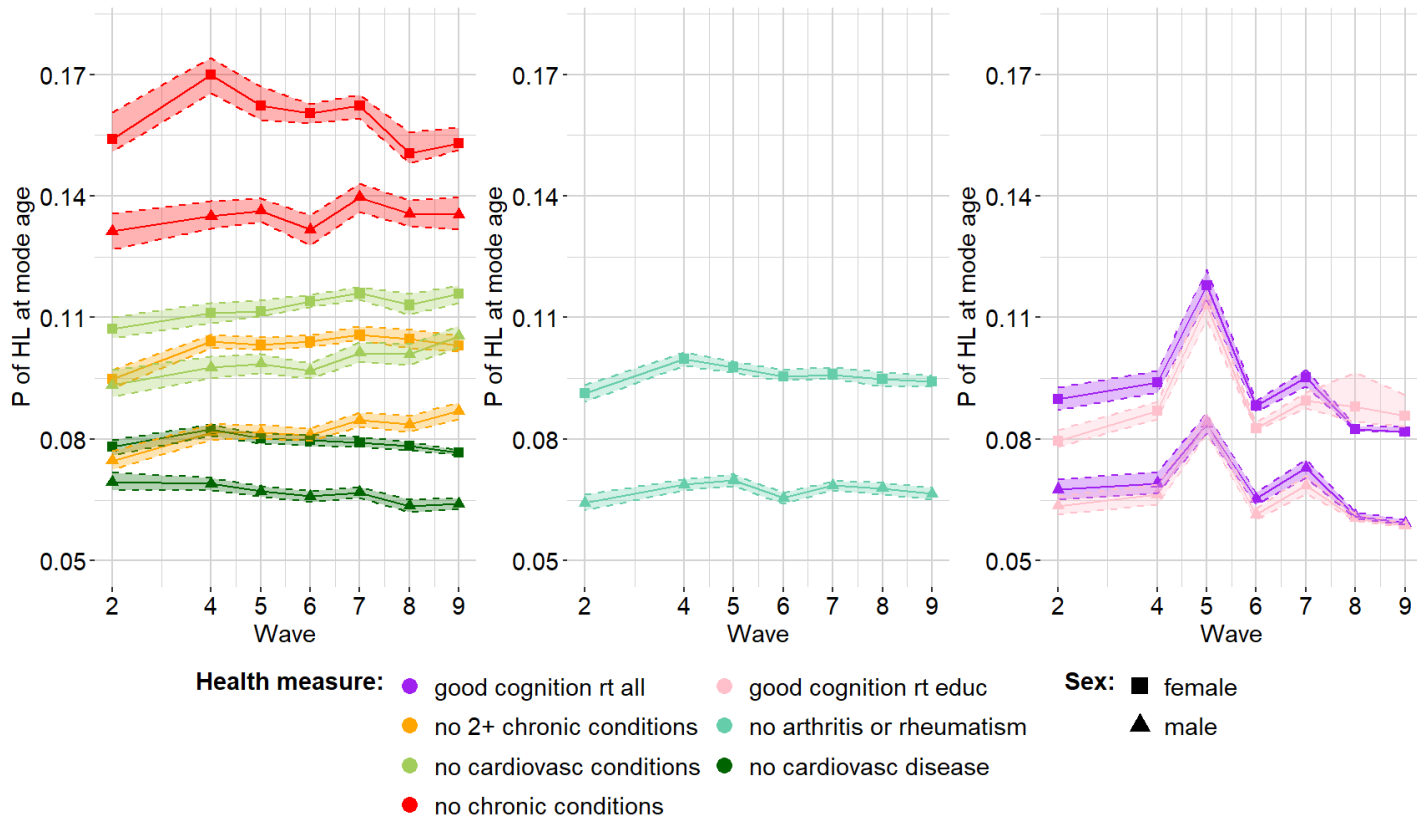 P of HL at mode age
0.17
0.14
0.11
0.08
0.05
2 4 5 6 7 8 9
Wave
P of HL at mode age
0.17
0.14
0.11
0.08
0.05
2 4 5 6 7 8 9
Wave
P of HL at mode age
0.17
0.14
0.11
0.08
0.05
2 4 5 6 7 8 9
Wave
Health measure:
good cognition rt all
good cognition rt educ
no 2+ chronic conditions
no arthritis or rheumatism
no cardiovasc conditions
no cardiovasc disease
no chronic conditions
Sex:
female
male